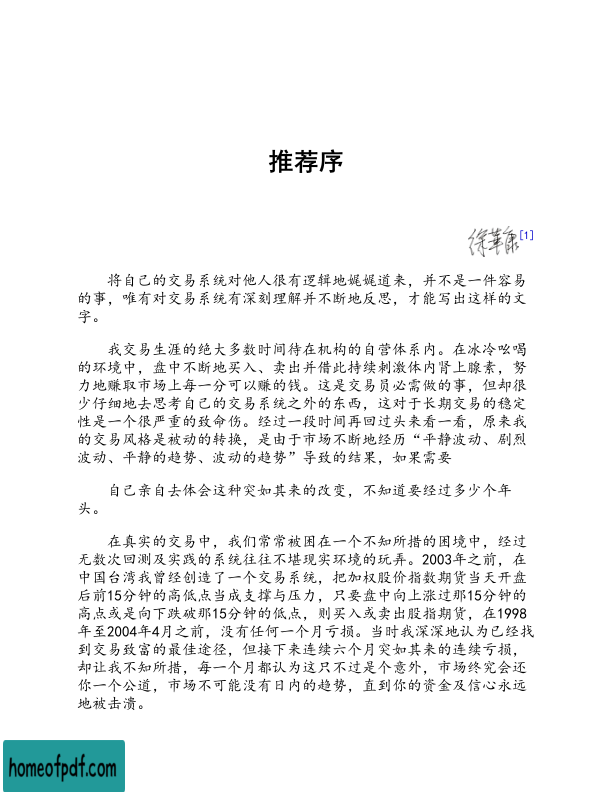 推荐序
徐華康[1]
将自己的交易系统对他人很有逻辑地娓娓道来，并不是一件容易
的事，唯有对交易系统有深刻理解并不断地反思，才能写出这样的文
字。
我交易生涯的绝大多数时间待在机构的自营体系内。在冰冷吆喝
的环境中，盘中不断地买入、卖出并借此持续刺激体内肾上腺素，努
力地赚取市场上每一分可以赚的钱。这是交易员必需做的事，但却很
少仔细地去思考自己的交易系统之外的东西，这对于长期交易的稳定
性是一个很严重的致命伤。经过一段时间再回过头来看一看，原来我
的交易风格是被动的转换，是由于市场不断地经历“平静波动、剧烈
波动、平静的趋势、波动的趋势”导致的结果，如果需要
自己亲自去体会这种突如其来的改变，不知道要经过多少个年
头。
在真实的交易中，我们常常被困在一个不知所措的困境中，经过
无数次回测及实践的系统往往不堪现实环境的玩弄。2003年之前，在
中国台湾我曾经创造了一个交易系统，把加权股价指数期货当天开盘
后前15分钟的高低点当成支撑与压力，只要盘中向上涨过那15分钟的
高点或是向下跌破那15分钟的低点，则买入或卖出股指期货，在1998
年至2004年4月之前，没有任何一个月亏损。当时我深深地认为已经找
到交易致富的最佳途径，但接下来连续六个月突如其来的连续亏损，
却让我不知所措，每一个月都认为这只不过是个意外，市场终究会还
你一个公道，市场不可能没有日内的趋势，直到你的资金及信心永远
地被击溃。
homeofpdf.com